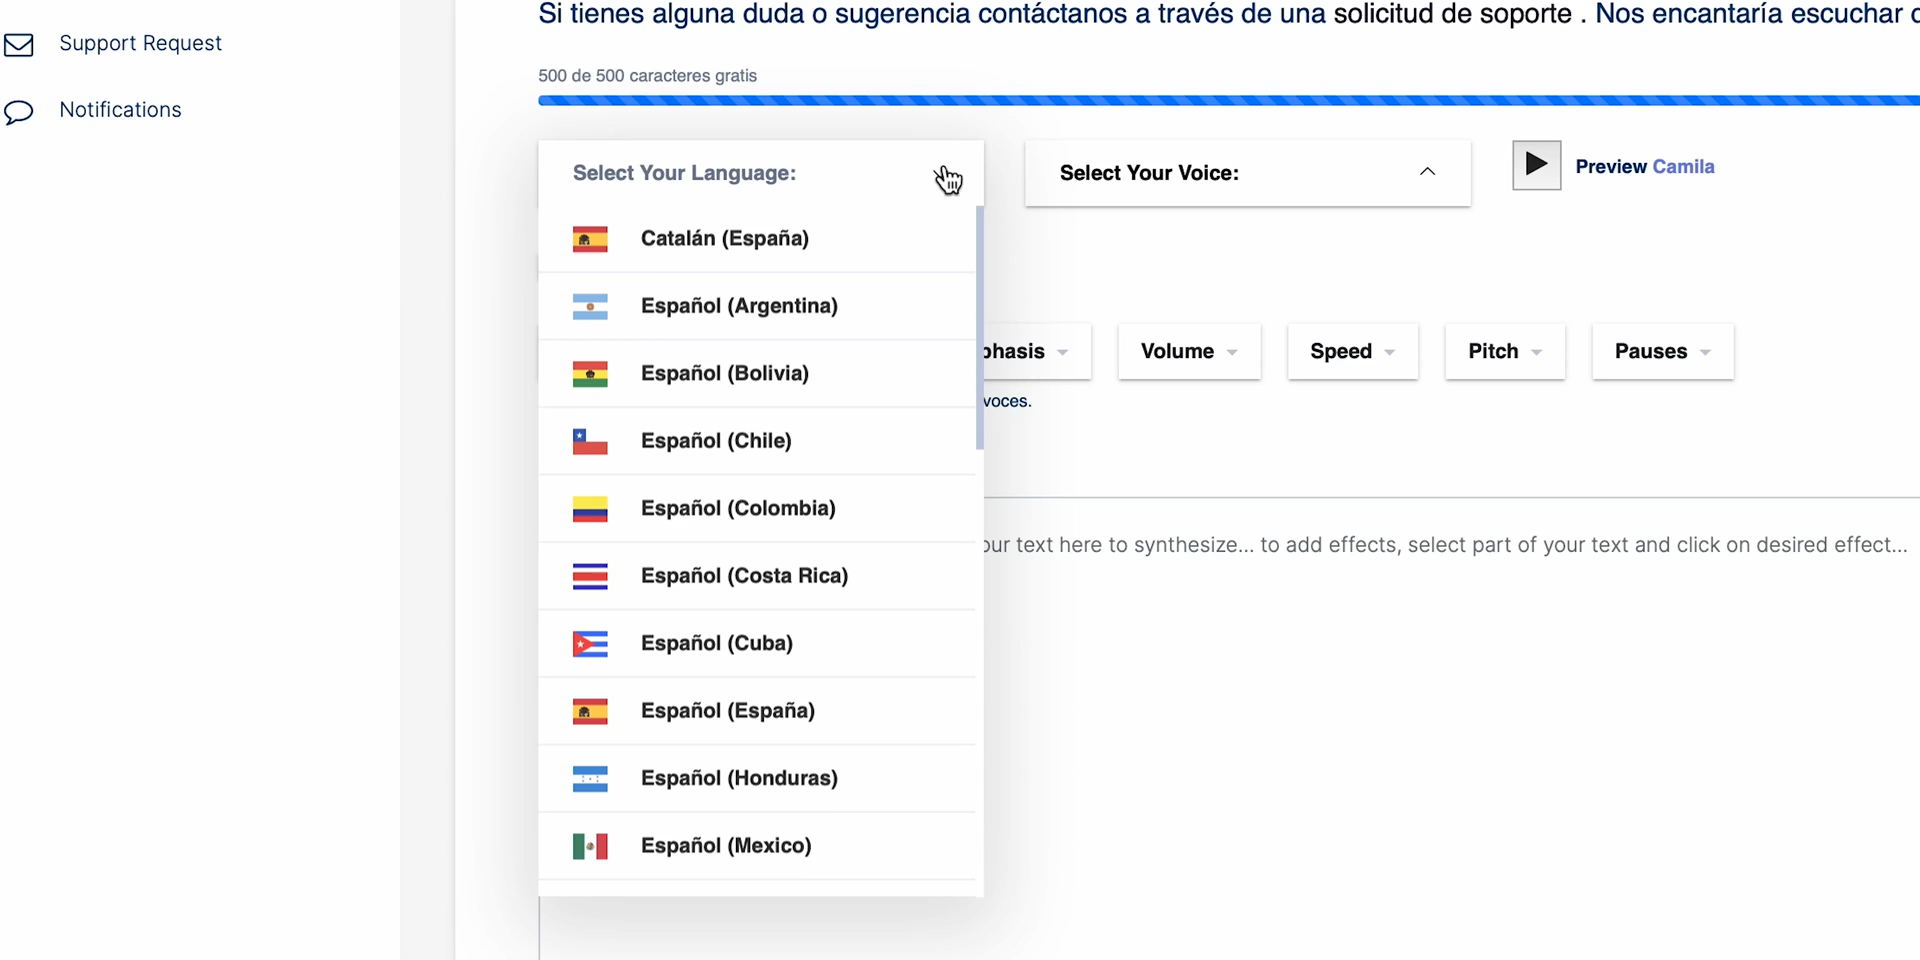 Si tienes alguna duda o sugerencia contáctanos a través de una solicitud de soporte . Nos encantaría escuchar
Support Request
500 de 500 caracteres gratis
Notifications
Select Your Language:
Select Your Voice:
Preview Camila
Catalán (España)
Español (Argentina)
Español (Bolivia)
Español (Chile)
Español (Colombia)
Español (Costa Rica)
Español (Cuba)
Español (España)
Español (Honduras)
Español (Mexico)
Volume
Speed
Pitch
Pauses
voces.
text here to synthesize... to add effects, select part of your text and click on desired effect...